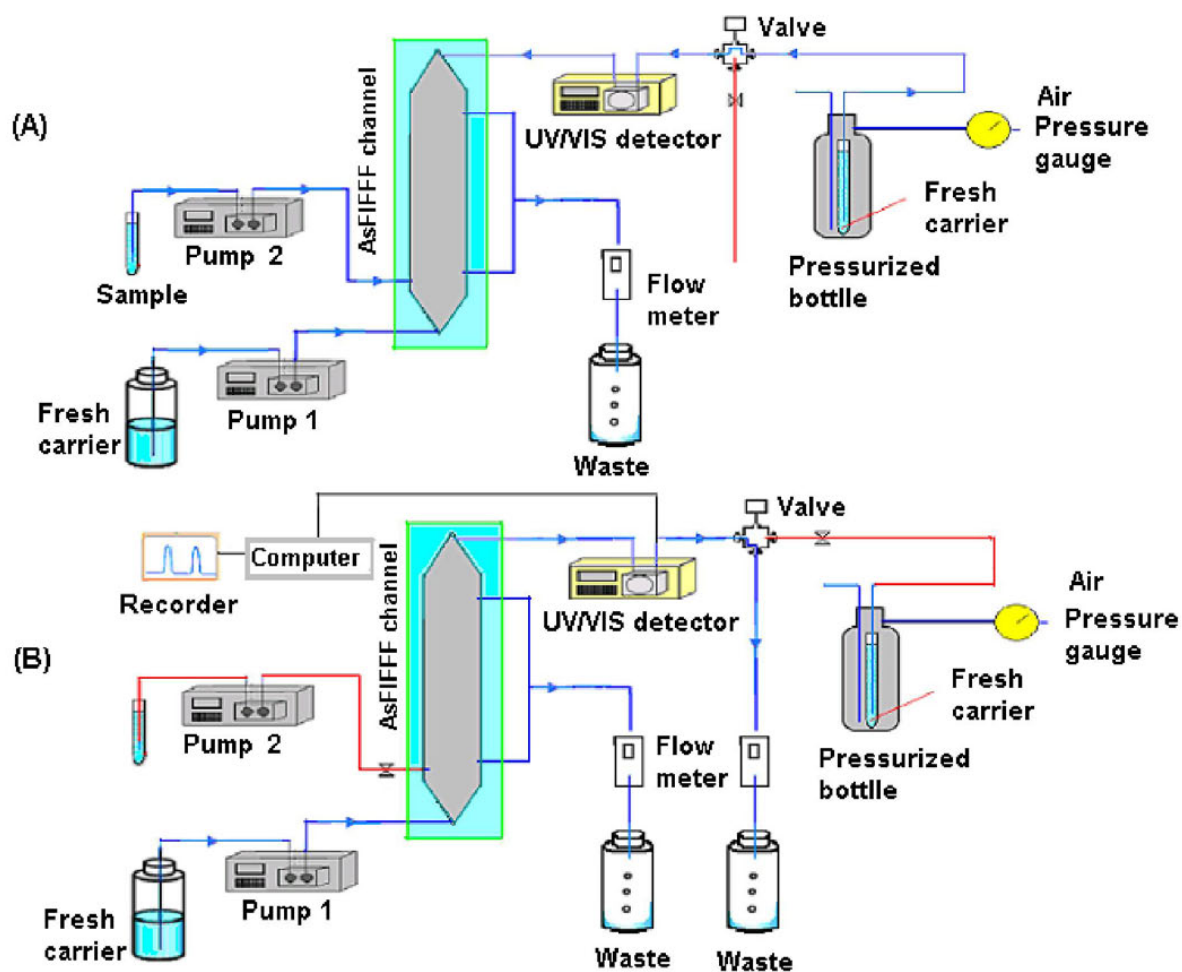 (A)
Valve
UV/VIS detector
Air
Pressure
gauge
Fresh
carrier
Pressurized
bottlle
AsFIFFF channel
Pump 2
Sample
Flow
meter
Fresh
carrier
Pump 1
Waste
(B)
Valve
Computer
Recorder
UV/VIS detector
Air
Pressure
gauge
Fresh
carrier
Pressurized
bottlle
AsFIFFF channel
Pump 2
Flow
meter
Fresh
carrier
Pump 1
Waste
Waste